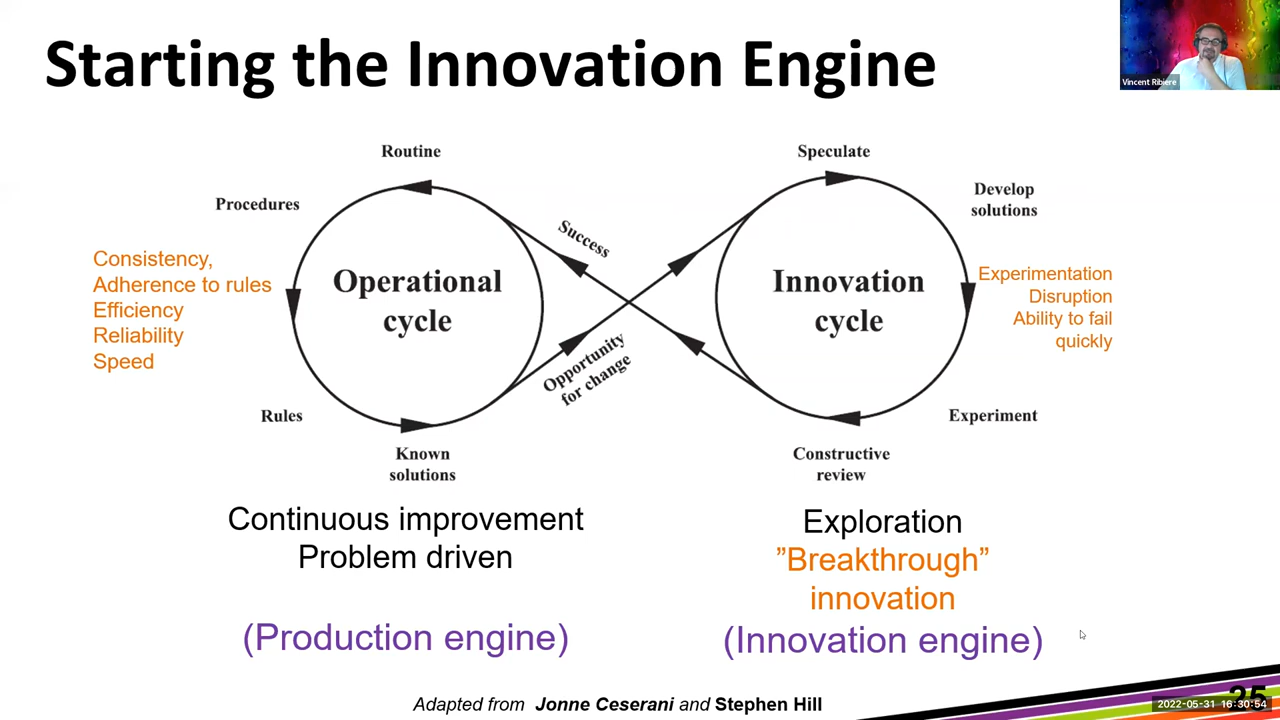 Starting the Innovation Engine
Vincent Ribiere
Routine
Procedures
Consistency,
Adherence to rules
Efficiency
Reliability
Speed
Operational
cycle
Rules
Known
solutions
Success
Opportunity
for change
Speculate
Develop
solutions
Innovation
cycle
Experimentation
Disruption
Ability to fail
quickly
Experiment
Constructive
review
Continuous improvement
Problem driven
(Production engine)
Exploration
”Breakthrough”
innovation
(Innovation engine)
Adapted from Jonne Ceserani and Stephen Hill
25
2022-05-31 16:30:54